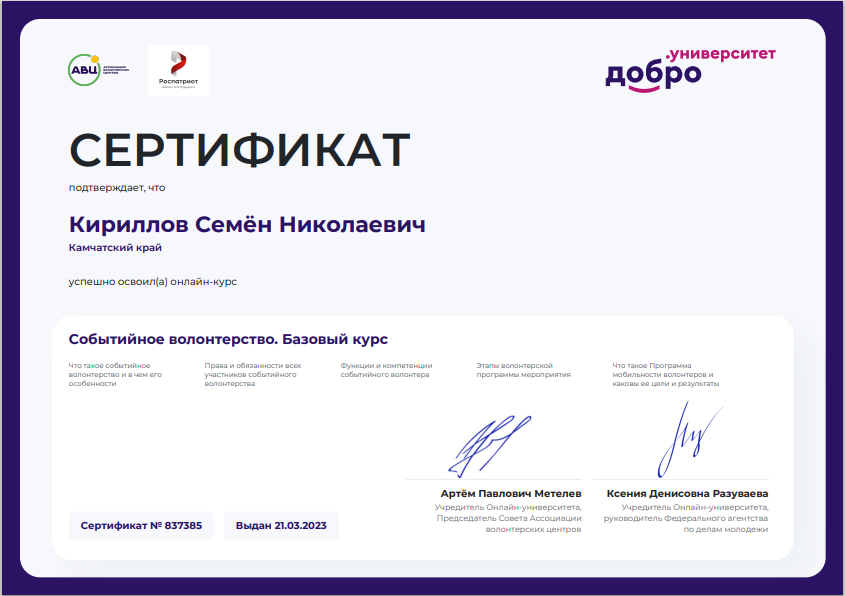 АВЦ
АССОЦИАЦИЯ
ВОЛОНТЕРСКИХ
ЦЕНТРОВ
Роспатриот
.университет
добро
СЕРТИФИКАТ
подтверждает, что
Кириллов Семён Николаевич
Камчатский край
успешно освоил(а) онлайн-курс
Событийное волонтерство. Базовый курс
Что такое событийное
волонтерство и в чем его
особенности
Права и обязанности всех
участников событийного
волонтерства
Функции и компетенции
событийного волонтера
Этапы волонтерской
программы мероприятия
Что такое Программа
мобильности волонтеров и
каковы ее цели и результаты
Артём Павлович Метелев
Учредитель Онлайн-университета,
Председатель Совета Ассоциации
волонтерских центров
Ксения Денисовна Разуваева
Учредитель Онлайн-университета,
руководитель Федерального агентства
по делам молодежи
Сертификат № 837385
Выдан 21.03.2023